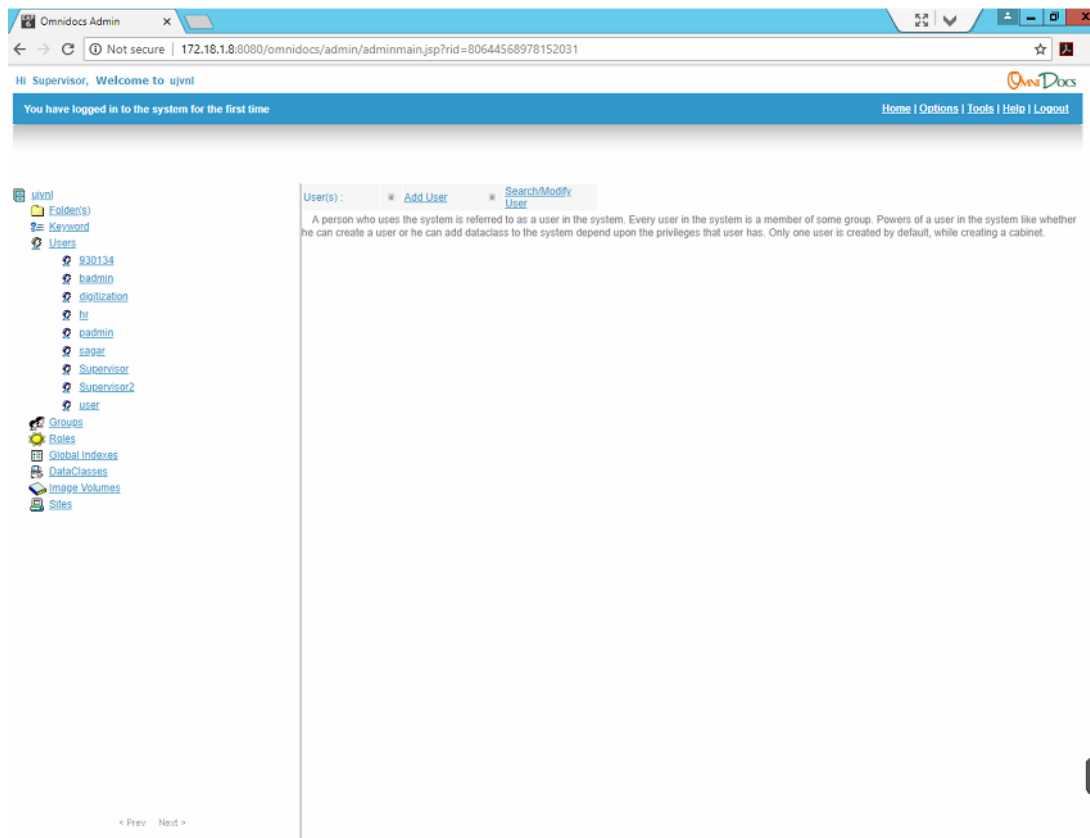 Omnidocs Admin
Not secure | 172.18.1.8:8080/omnidocs/admin/adminmain.jsp?rid=80644568978152031
Hi Supervisor, Welcome to ujvnl
OmniDocs
You have logged in to the system for the first time
Home | Options | Tools | Help | Logout
ujvnl
Folder(s)
Keyword
Users
930134
badmin
digitization
hr
padmin
sagar
Supervisor
Supervisor2
user
Groups
Roles
Global Indexes
DataClasses
Image Volumes
Sites
< Prev Next >
User(s) : Add User Search/Modify
User
A person who uses the system is referred to as a user in the system. Every user in the system is a member of some group. Powers of a user in the system like whether
he can create a user or he can add dataclass to the system depend upon the privileges that user has. Only one user is created by default, while creating a cabinet.